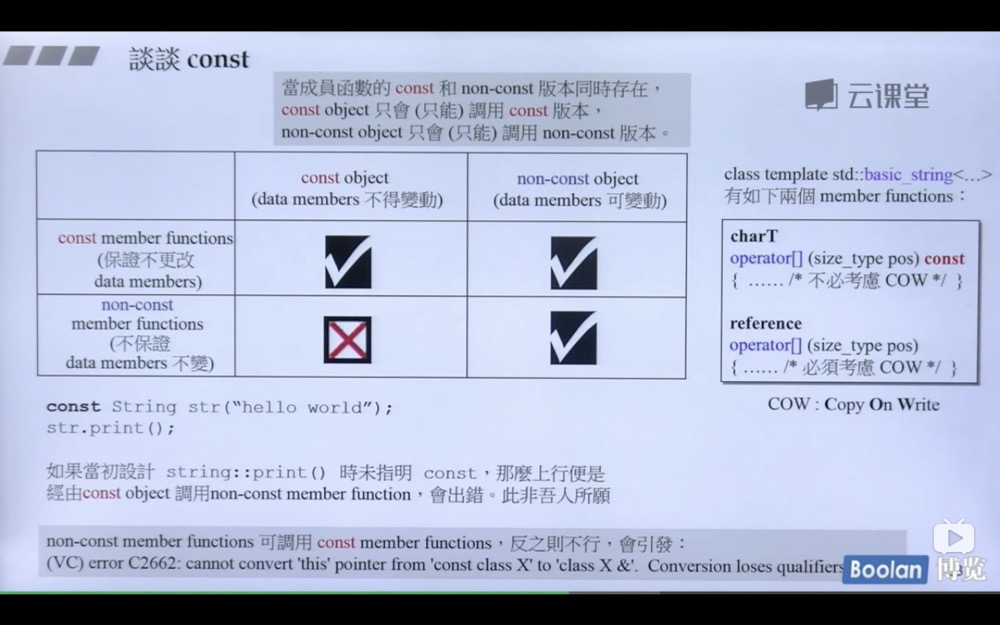 談談 const
當成員函數的 const 和 non-const 版本同時存在，
const object 只會 (只能) 調用 const 版本，
non-const object 只會 (只能) 調用 non-const 版本。
云课堂
const object
(data members 不得變動)
non-const object
(data members 可變動)
const member functions
(保證不更改
data members)
non-const
member functions
(不保證
data members 不變)
class template std::basic_string<...>
有如下兩個 member functions：
charT
operator[] (size_type pos) const
{ ...... /* 不必考慮 COW */ }
reference
operator[] (size_type pos)
{ ...... /* 必須考慮 COW */ }
COW : Copy On Write
const String str("hello world");
str.print();
如果當初設計 string::print() 時未指明 const，那麼上行便是
經由const object 調用non-const member function，會出錯。此非吾人所願
non-const member functions 可調用 const member functions，反之則不行，會引發：
(VC) error C2662: cannot convert 'this' pointer from 'const class X' to 'class X &'. Conversion loses qualifiers
Boolan
博览